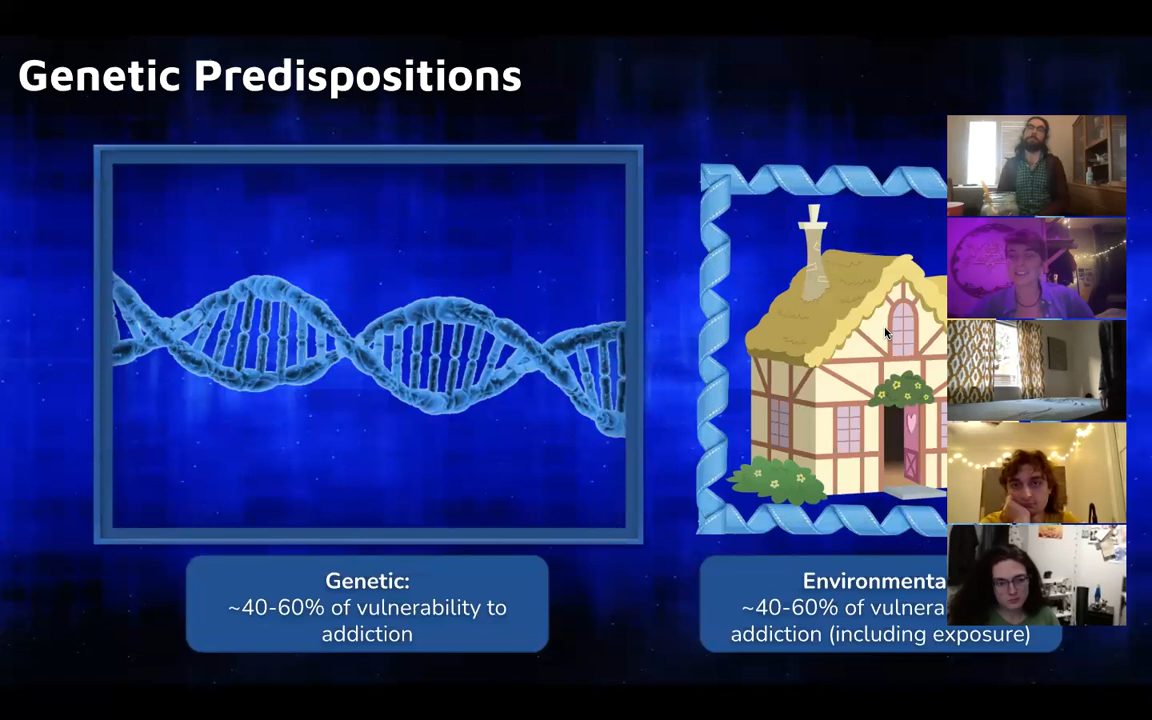 Genetic Predispositions
Genetic:
~40-60% of vulnerability to
addiction
Environmenta
~40-60% of vulnera
addiction (including exposure)